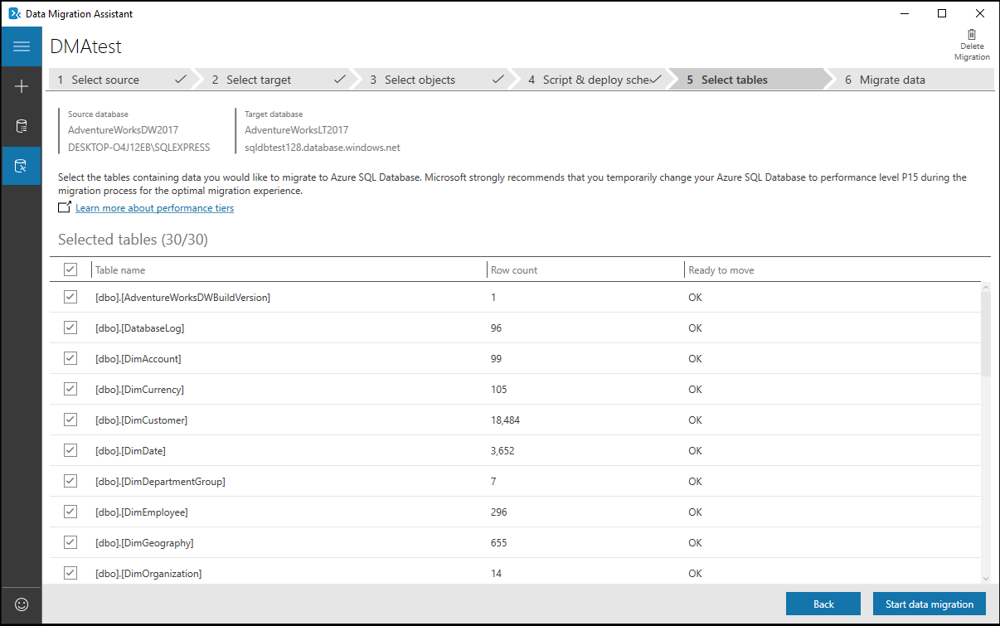 Data Migration Assistant
DMAtest
Delete
Migration
1 Select source
2 Select target
3 Select objects
4 Script & deploy sche
5 Select tables
6 Migrate data
Source database
AdventureWorksDW2017
DESKTOP-O4J12EB\SQLEXPRESS
Target database
AdventureWorksLT2017
sqldbtest128.database.windows.net
Select the tables containing data you would like to migrate to Azure SQL Database. Microsoft strongly recommends that you temporarily change your Azure SQL Database to performance level P15 during the
migration process for the optimal migration experience.
Learn more about performance tiers
Selected tables (30/30)
Table name Row count Ready to move
[dbo].[AdventureWorksDWBuildVersion] 1 OK
[dbo].[DatabaseLog] 96 OK
[dbo].[DimAccount] 99 OK
[dbo].[DimCurrency] 105 OK
[dbo].[DimCustomer] 18,484 OK
[dbo].[DimDate] 3,652 OK
[dbo].[DimDepartmentGroup] 7 OK
[dbo].[DimEmployee] 296 OK
[dbo].[DimGeography] 655 OK
[dbo].[DimOrganization] 14 OK
Back
Start data migration